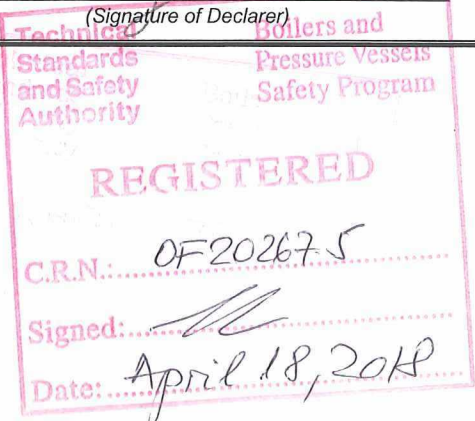 (Signature of Declarer)
Technical Boilers and
Standards Pressure Vessels
and Safety Safety Program
Authority
REGISTERED
C.R.N.: OF20267.5
Signed:
Date: April 18, 2018